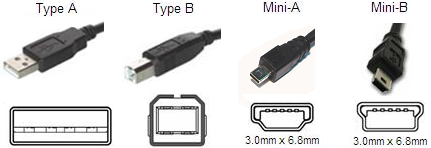 Type A Type B Mini-A Mini-B
3.0mm x 6.8mm 3.0mm x 6.8mm